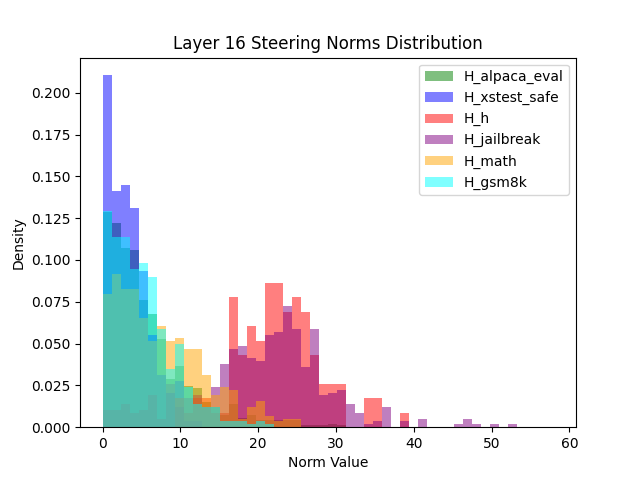 Layer 16 Steering Norms Distribution
H_alpaca_eval
H_xstest_safe
H_h
H_jailbreak
H_math
H_gsm8k
0.200
0.175
0.150
0.125
0.100
0.075
0.050
0.025
0.000
Density
0 10 20 30 40 50 60
Norm Value